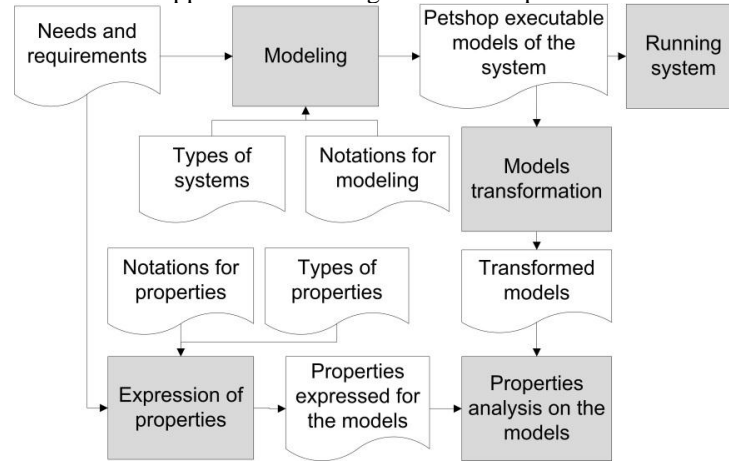 Needs and
requirements
Modeling
Petshop executable
models of the
system
Running
system
Types of
systems
Notations for
modeling
Models
transformation
Notations for
properties
Types of
properties
Transformed
models
Expression of
properties
Properties
expressed for
the models
Properties
analysis on the
models